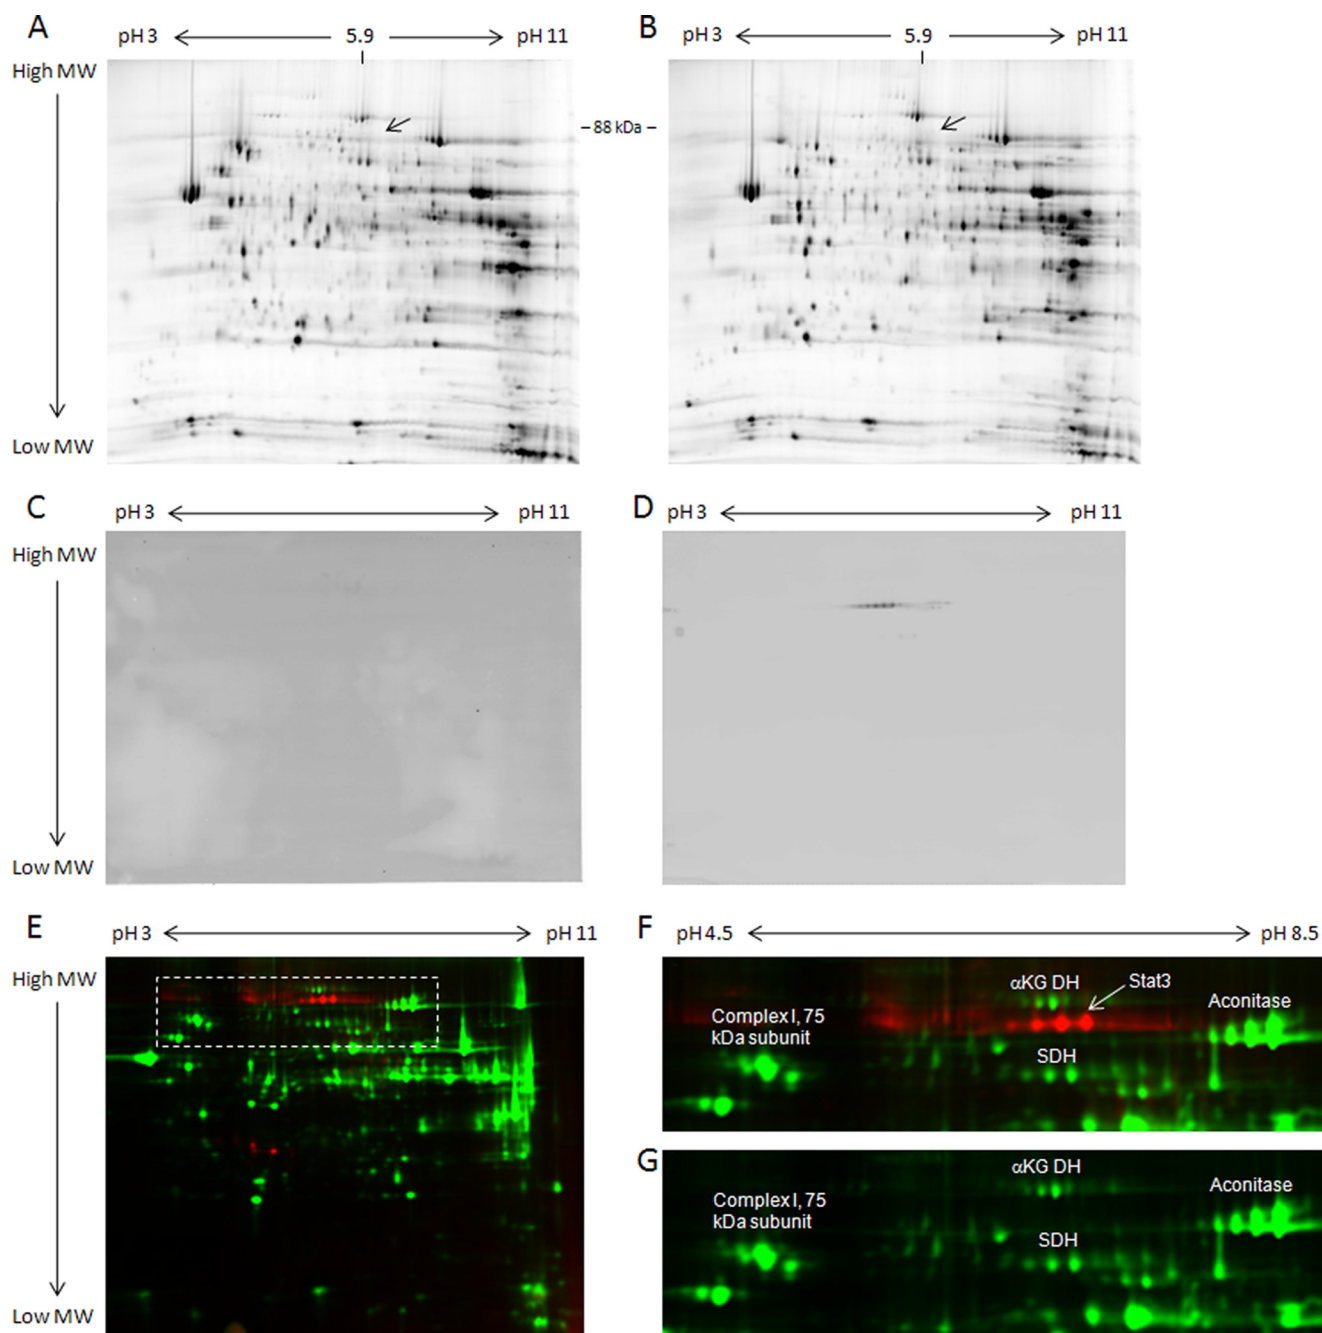 A
pH 3
5.9
pH 11
High MW
Low MW
B
pH 3
5.9
pH 11
– 88 kDa –
C
pH 3
pH 11
High MW
Low MW
D
pH 3
pH 11
E
pH 3
pH 11
High MW
Low MW
F
pH 4.5
pH 8.5
αKG DH
Stat3
Aconitase
Complex I, 75
kDa subunit
SDH
G
αKG DH
Aconitase
Complex I, 75
kDa subunit
SDH